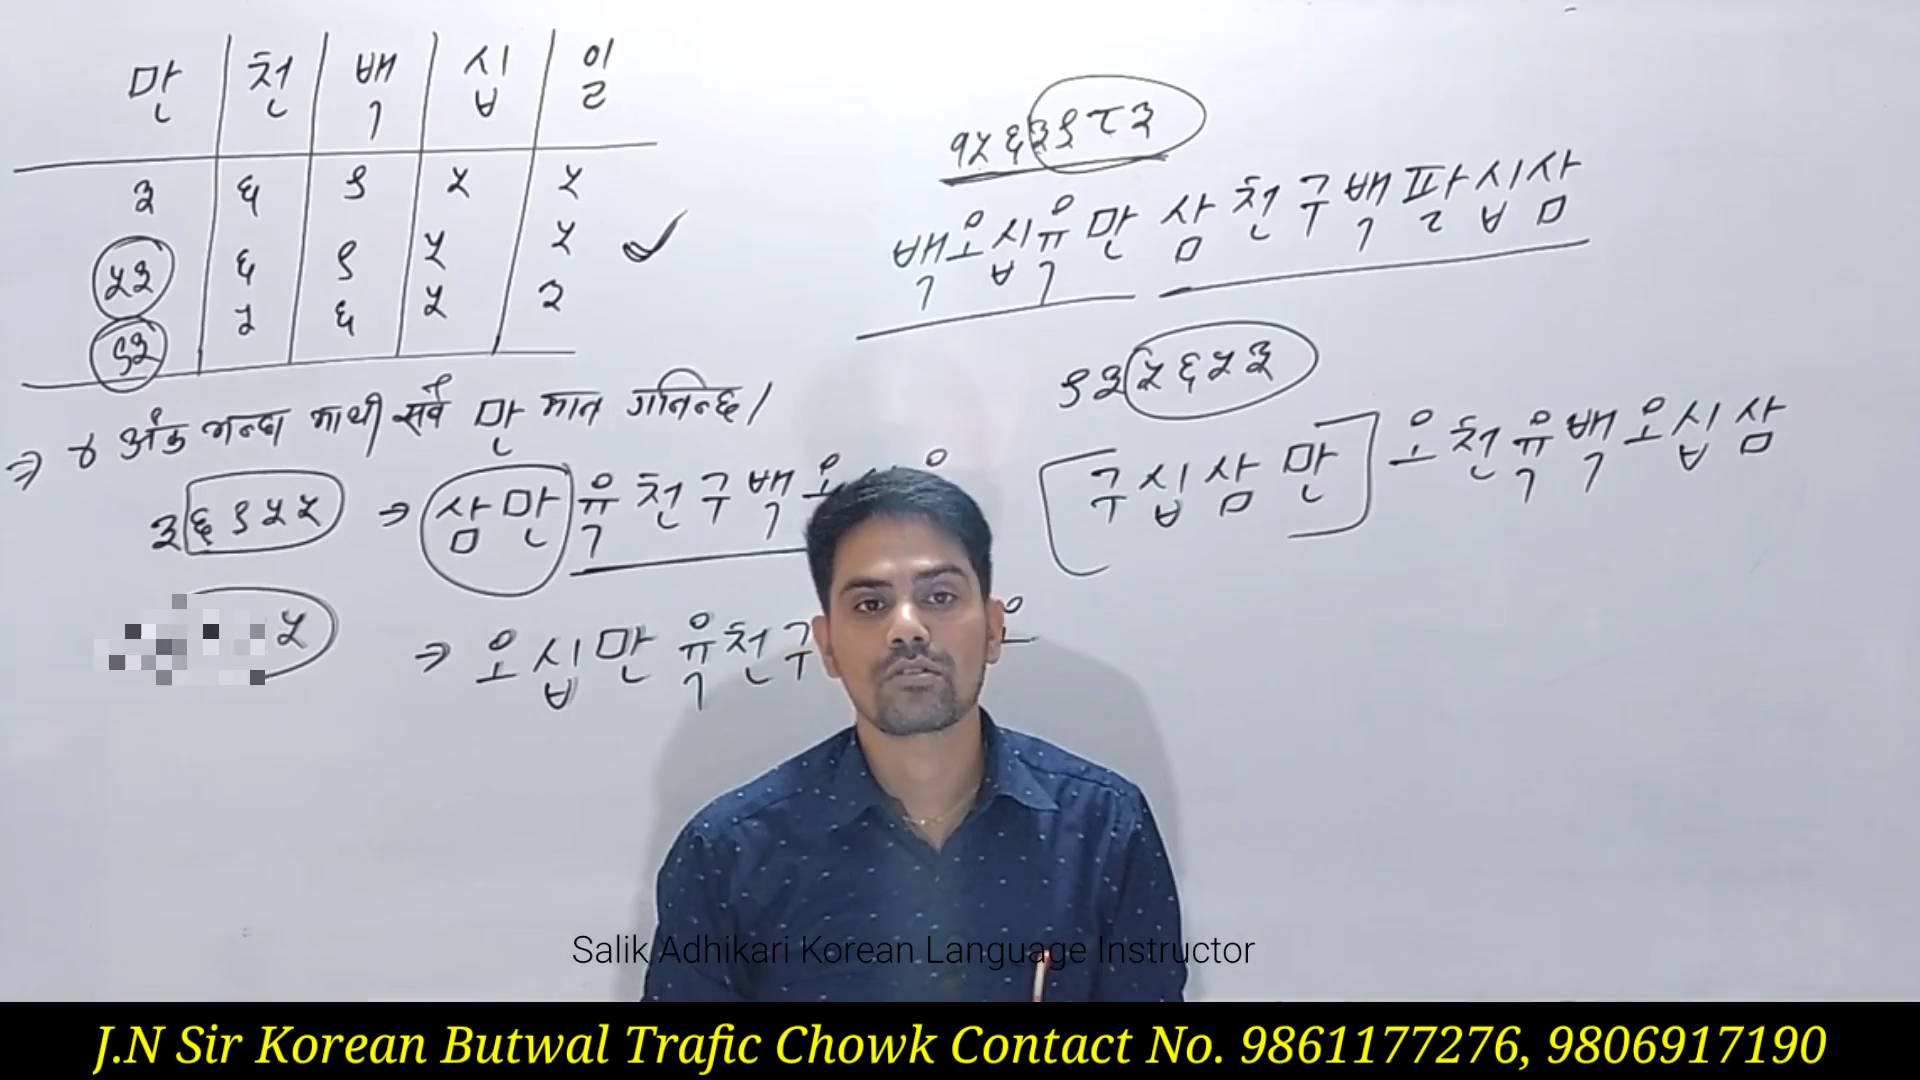 만 천 백 십 일
३ ६ ९ ५ ५
५३ ६ ९ ५ ५
९३ ५ ६ ५ ३
⇒ ४ अंक भन्दा माथी सबै 만 मात गनिन्छ।
३६९५५ ⇒ 삼만 육천구백오
५ ⇒ 오십만 육천구
१५६३९८३
백오십육만 삼천구백팔십삼
९३५६५३
구십삼만 오천육백오십삼
Salik Adhikari Korean Language Instructor
J.N Sir Korean Butwal Trafic Chowk Contact No. 9861177276, 9806917190